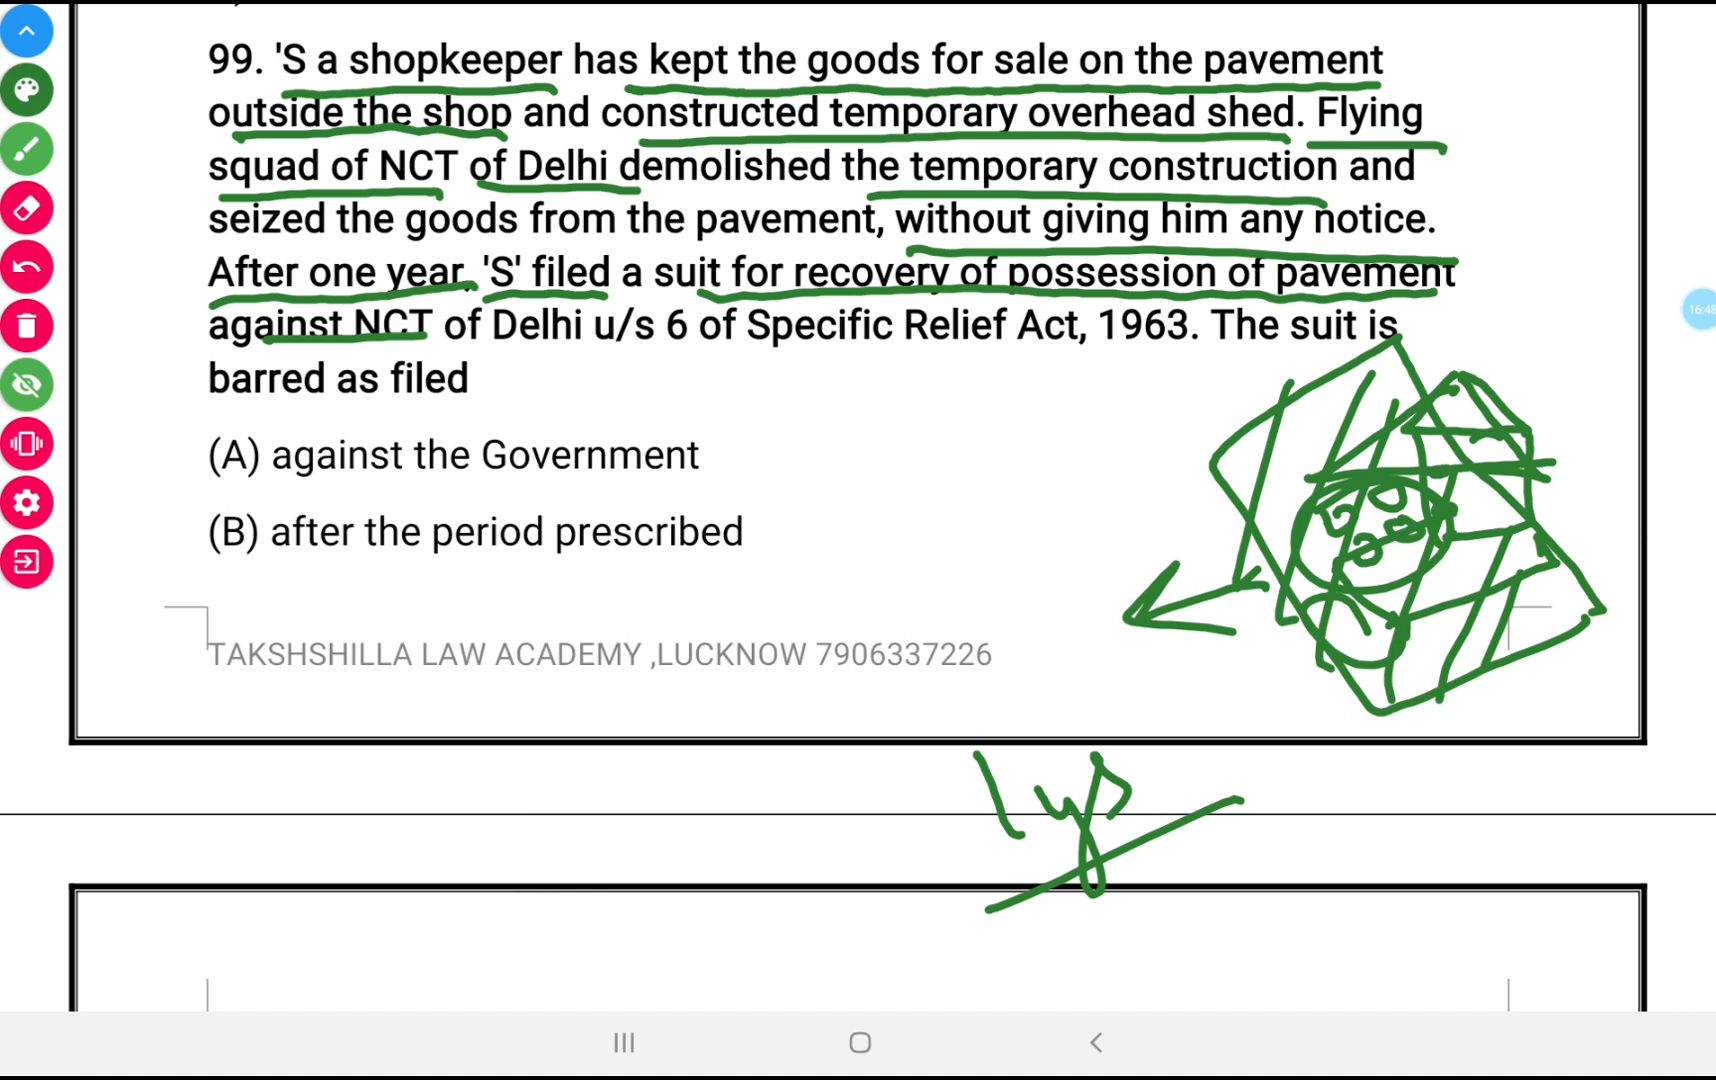 99. 'S a shopkeeper has kept the goods for sale on the pavement
outside the shop and constructed temporary overhead shed. Flying
squad of NCT of Delhi demolished the temporary construction and
seized the goods from the pavement, without giving him any notice.
After one year, 'S' filed a suit for recovery of possession of pavement
against NCT of Delhi u/s 6 of Specific Relief Act, 1963. The suit is
barred as filed
(A) against the Government
(B) after the period prescribed
TAKSHSHILLA LAW ACADEMY ,LUCKNOW 7906337226
16:48